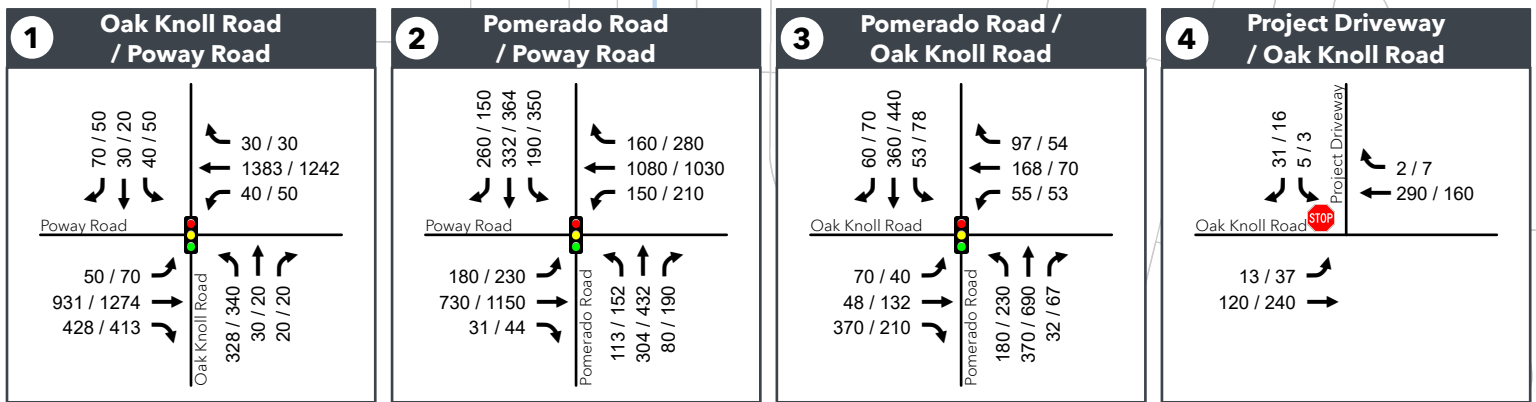 1
Oak Knoll Road
/ Poway Road
70 / 50
30 / 20
40 / 50
30 / 30
1383 / 1242
40 / 50
Poway Road
50 / 70
931 / 1274
428 / 413
Oak Knoll Road
328 / 340
30 / 20
20 / 20
2
Pomerado Road
/ Poway Road
260 / 150
332 / 364
190 / 350
160 / 280
1080 / 1030
150 / 210
Poway Road
180 / 230
730 / 1150
31 / 44
Pomerado Road
113 / 152
304 / 432
80 / 190
3
Pomerado Road /
Oak Knoll Road
60 / 70
360 / 440
53 / 78
97 / 54
168 / 70
55 / 53
Oak Knoll Road
70 / 40
48 / 132
370 / 210
Pomerado Road
180 / 230
370 / 690
32 / 67
4
Project Driveway
/ Oak Knoll Road
31 / 16
5 / 3
Project Driveway
2 / 7
290 / 160
Oak Knoll Road
STOP
13 / 37
120 / 240